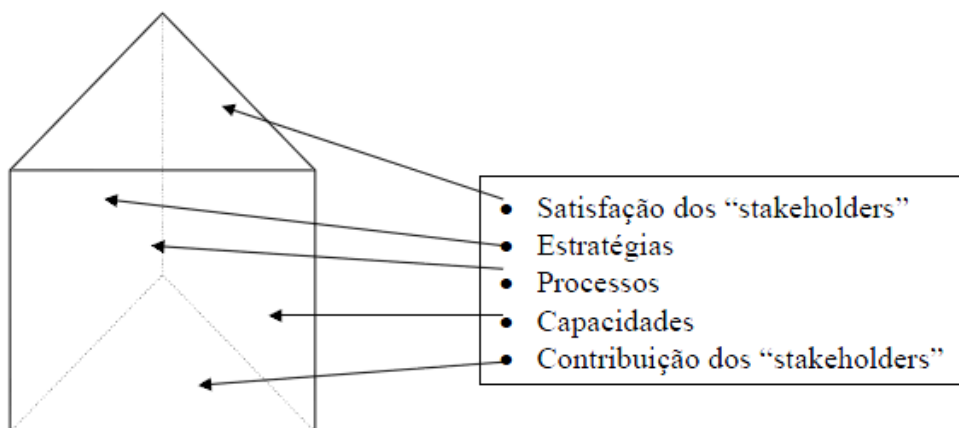 • Satisfação dos “stakeholders”
• Estratégias
• Processos
• Capacidades
• Contribuição dos “stakeholders”